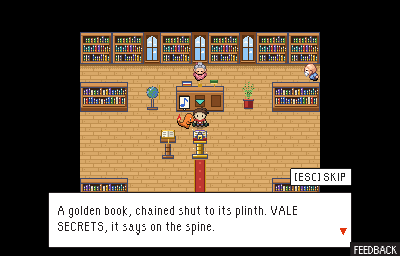 [ESC] SKIP
A golden book, chained shut to its plinth. VALE
SECRETS, it says on the spine.
FEEDBACK